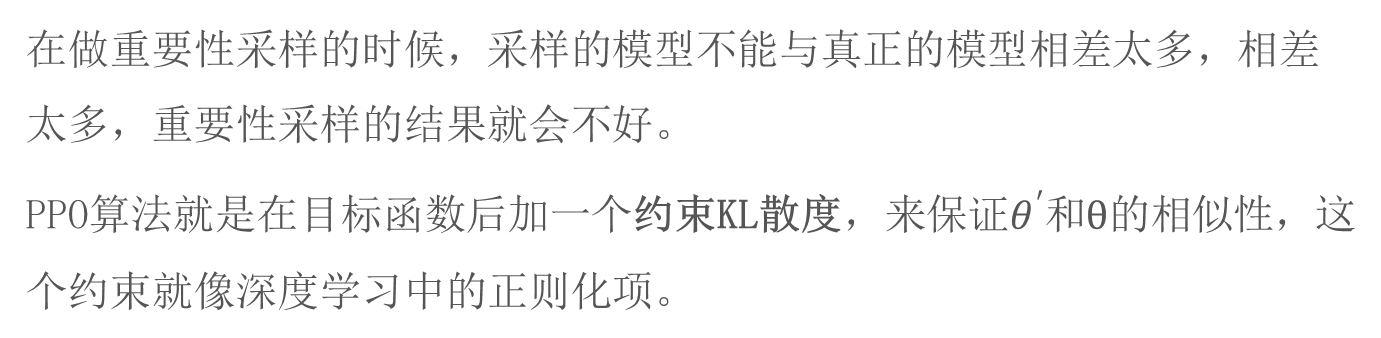 在做重要性采样的时候，采样的模型不能与真正的模型相差太多，相差
太多，重要性采样的结果就会不好。
PPO算法就是在目标函数后加一个约束KL散度，来保证θ′和θ的相似性，这
个约束就像深度学习中的正则化项。